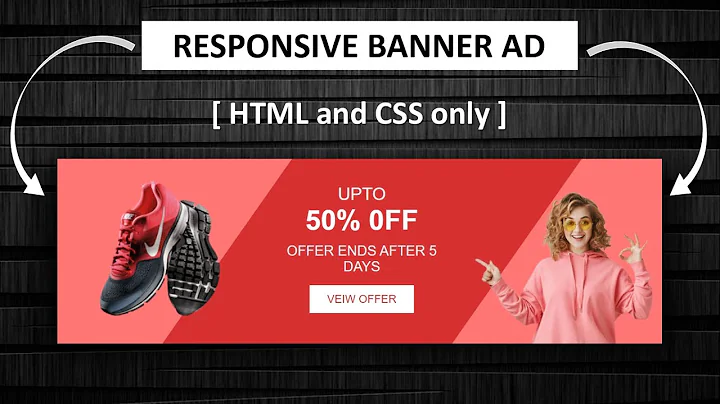 RESPONSIVE BANNER AD
[ HTML and CSS only ]
UPTO
50% 0FF
OFFER ENDS AFTER 5
DAYS
VEIW OFFER